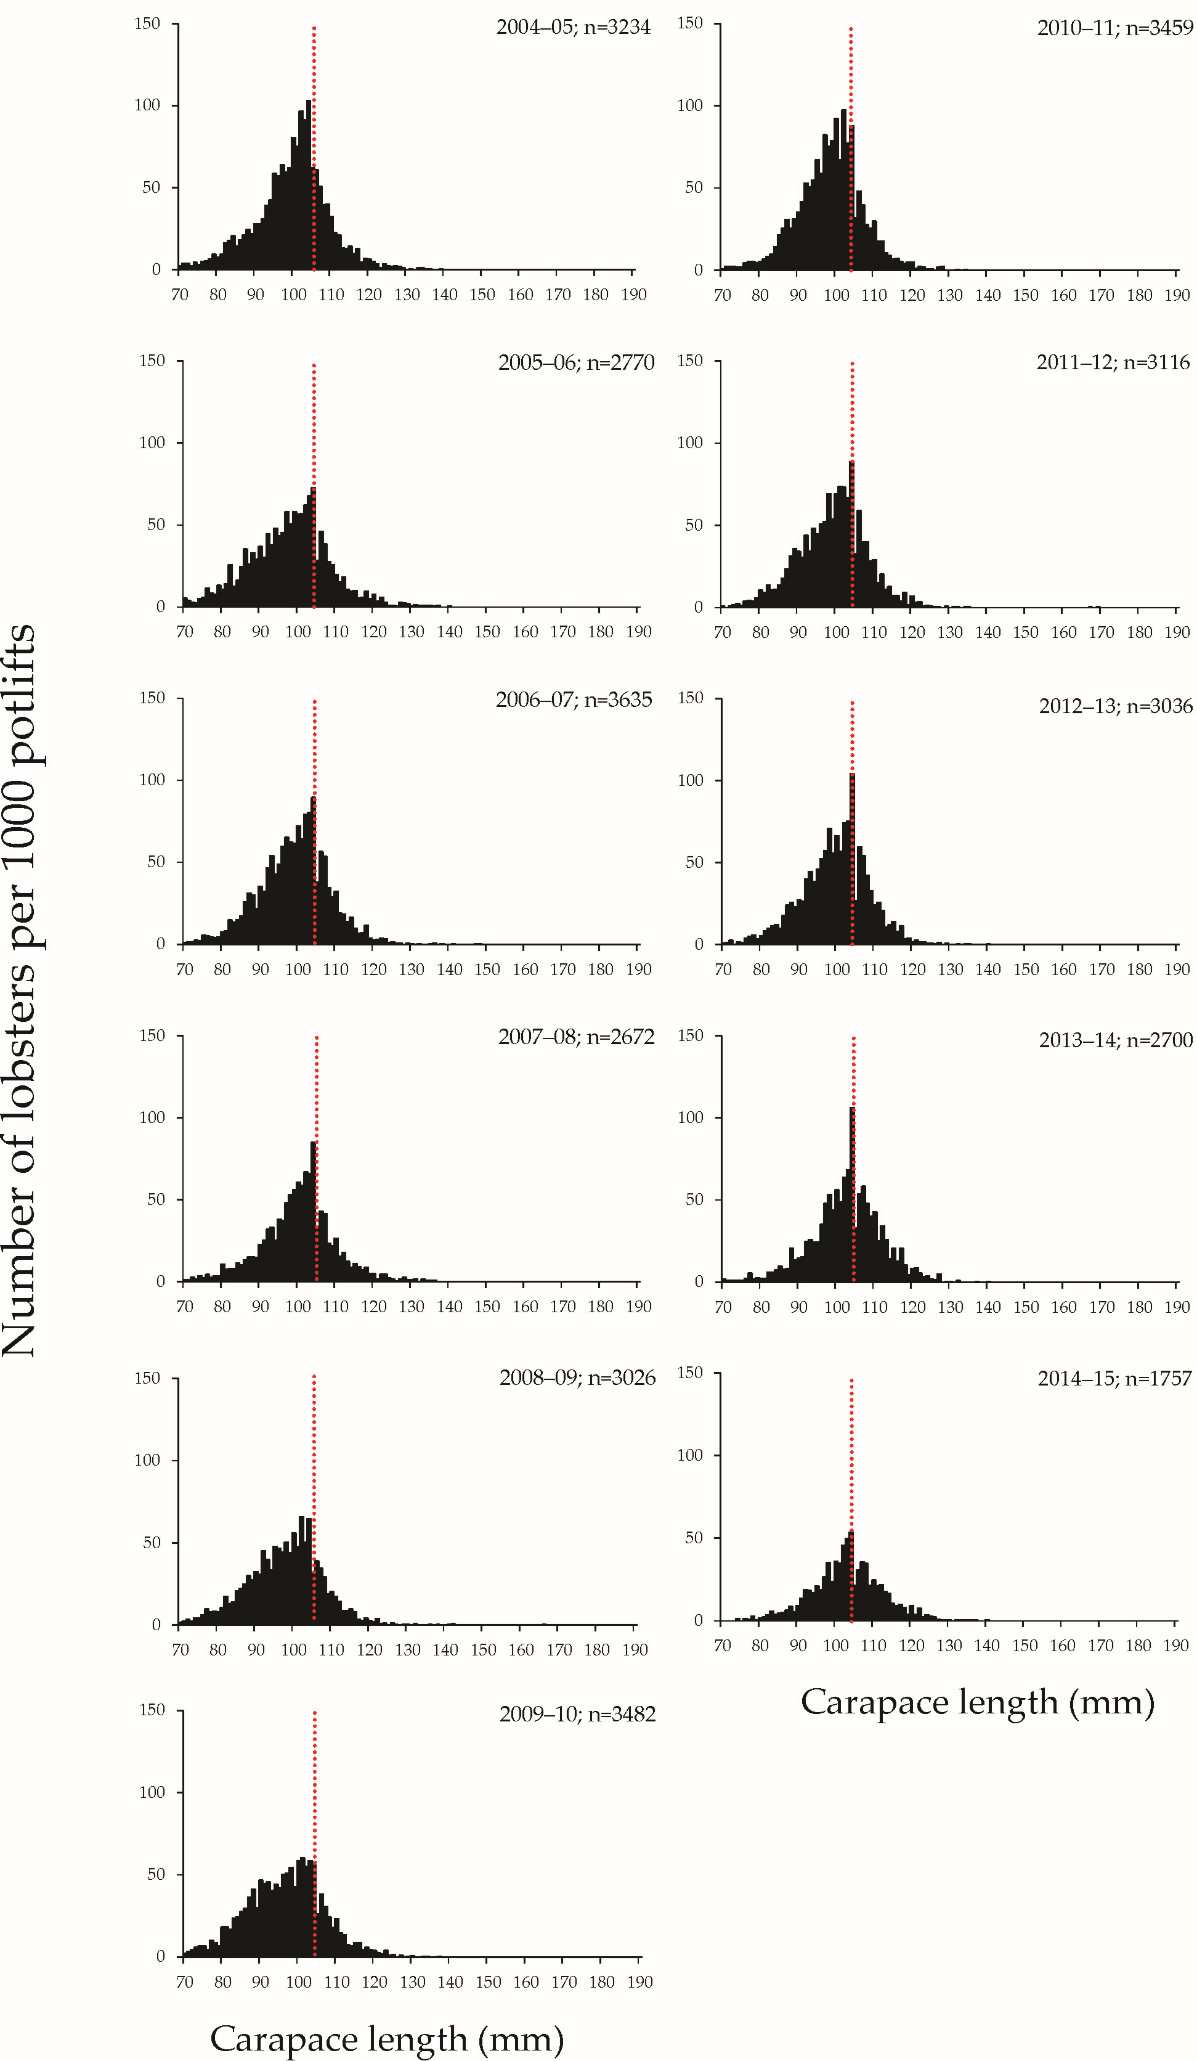 Number of lobsters per 1000 potlifts
2004–05; n=3234
150
100
50
0
70 80 90 100 110 120 130 140 150 160 170 180 190
2005–06; n=2770
150
100
50
0
70 80 90 100 110 120 130 140 150 160 170 180 190
2006–07; n=3635
150
100
50
0
70 80 90 100 110 120 130 140 150 160 170 180 190
2007–08; n=2672
150
100
50
0
70 80 90 100 110 120 130 140 150 160 170 180 190
2008–09; n=3026
150
100
50
0
70 80 90 100 110 120 130 140 150 160 170 180 190
2009–10; n=3482
150
100
50
0
70 80 90 100 110 120 130 140 150 160 170 180 190
Carapace length (mm)
2010–11; n=3459
150
100
50
0
70 80 90 100 110 120 130 140 150 160 170 180 190
2011–12; n=3116
150
100
50
0
70 80 90 100 110 120 130 140 150 160 170 180 190
2012–13; n=3036
150
100
50
0
70 80 90 100 110 120 130 140 150 160 170 180 190
2013–14; n=2700
150
100
50
0
70 80 90 100 110 120 130 140 150 160 170 180 190
2014–15; n=1757
150
100
50
0
70 80 90 100 110 120 130 140 150 160 170 180 190
Carapace length (mm)